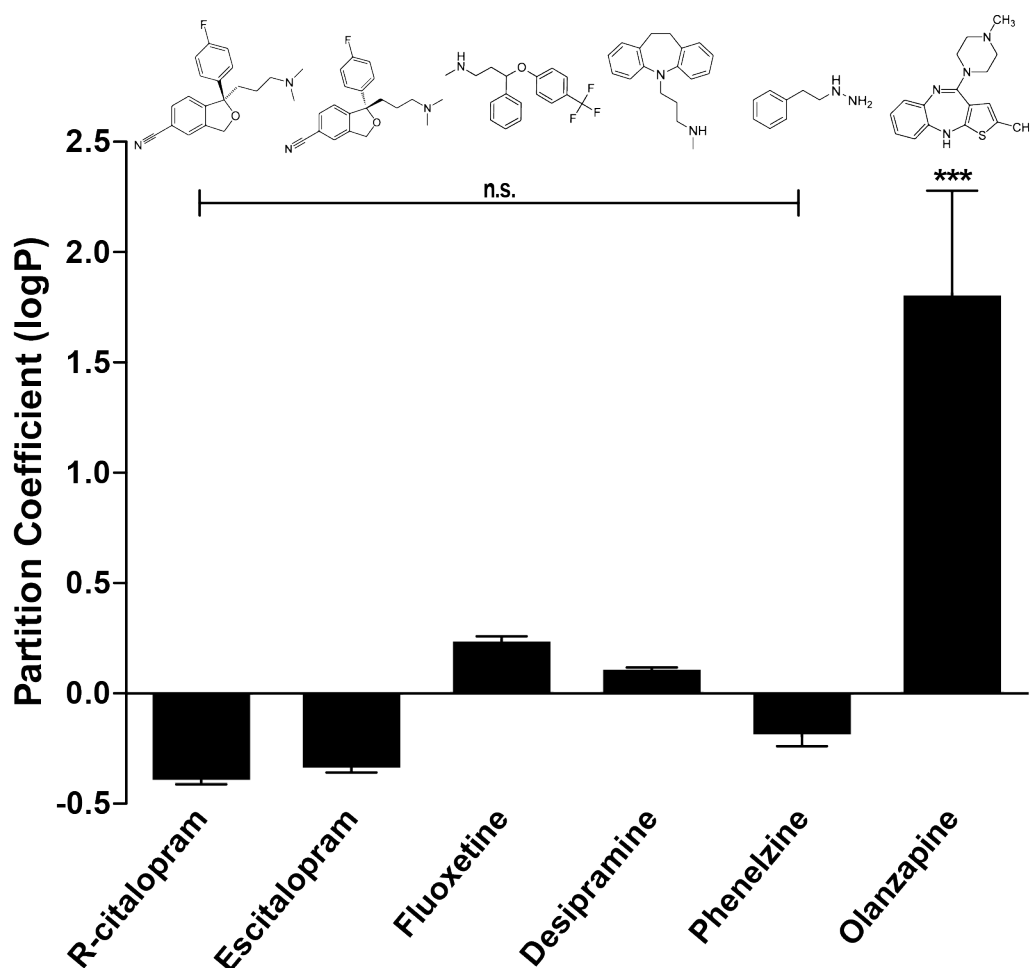 F
N
O
N
F
N
O
N
H
N
O
F
F
F
N
NH
H
N
NH2
CH3
N
N
N
N
H
S
CH
2.5
2.0
1.5
1.0
0.5
0.0
-0.5
n.s.
***
Partition Coefficient (logP)
R-citalopram
Escitalopram
Fluoxetine
Desipramine
Phenelzine
Olanzapine